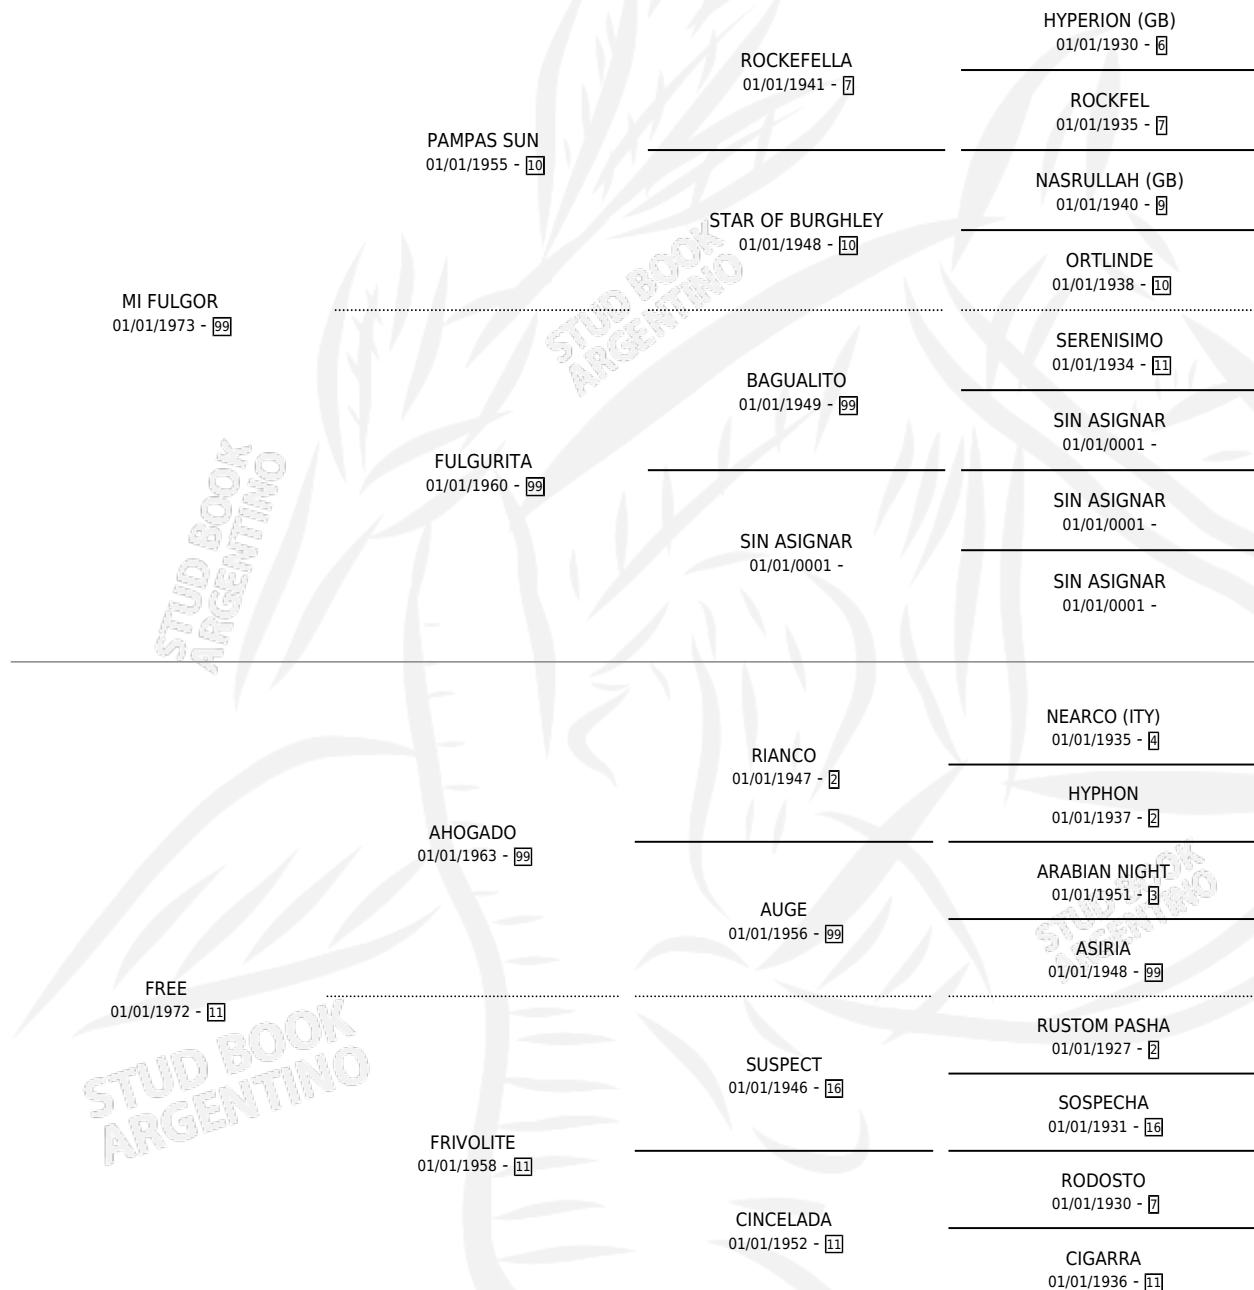 HYPERION (GB)
01/01/1930 - 6
ROCKEFELLA
01/01/1941 - 7
ROCKFEL
01/01/1935 - 7
PAMPAS SUN
01/01/1955 - 10
NASRULLAH (GB)
01/01/1940 - 9
STAR OF BURGHLEY
01/01/1948 - 10
ORTLINDE
01/01/1938 - 10
MI FULGOR
01/01/1973 - 99
SERENISIMO
01/01/1934 - 11
BAGUALITO
01/01/1949 - 99
SIN ASIGNAR
01/01/0001 -
FULGURITA
01/01/1960 - 99
SIN ASIGNAR
01/01/0001 -
SIN ASIGNAR
01/01/0001 -
SIN ASIGNAR
01/01/0001 -
NEARCO (ITY)
01/01/1935 - 4
RIANCO
01/01/1947 - 2
HYPHON
01/01/1937 - 2
AHOGADO
01/01/1963 - 99
ARABIAN NIGHT
01/01/1951 - 3
AUGE
01/01/1956 - 99
ASIRIA
01/01/1948 - 99
FREE
01/01/1972 - 11
RUSTOM PASHA
01/01/1927 - 2
SUSPECT
01/01/1946 - 16
SOSPECHA
01/01/1931 - 16
FRIVOLITE
01/01/1958 - 11
RODOSTO
01/01/1930 - 7
CINCELADA
01/01/1952 - 11
CIGARRA
01/01/1936 - 11
STUD BOOK
ARGENTINO
STUD BOOK
ARGENTINO
STUD BOOK
ARGENTINO
STUD BOOK
ARGENTINO